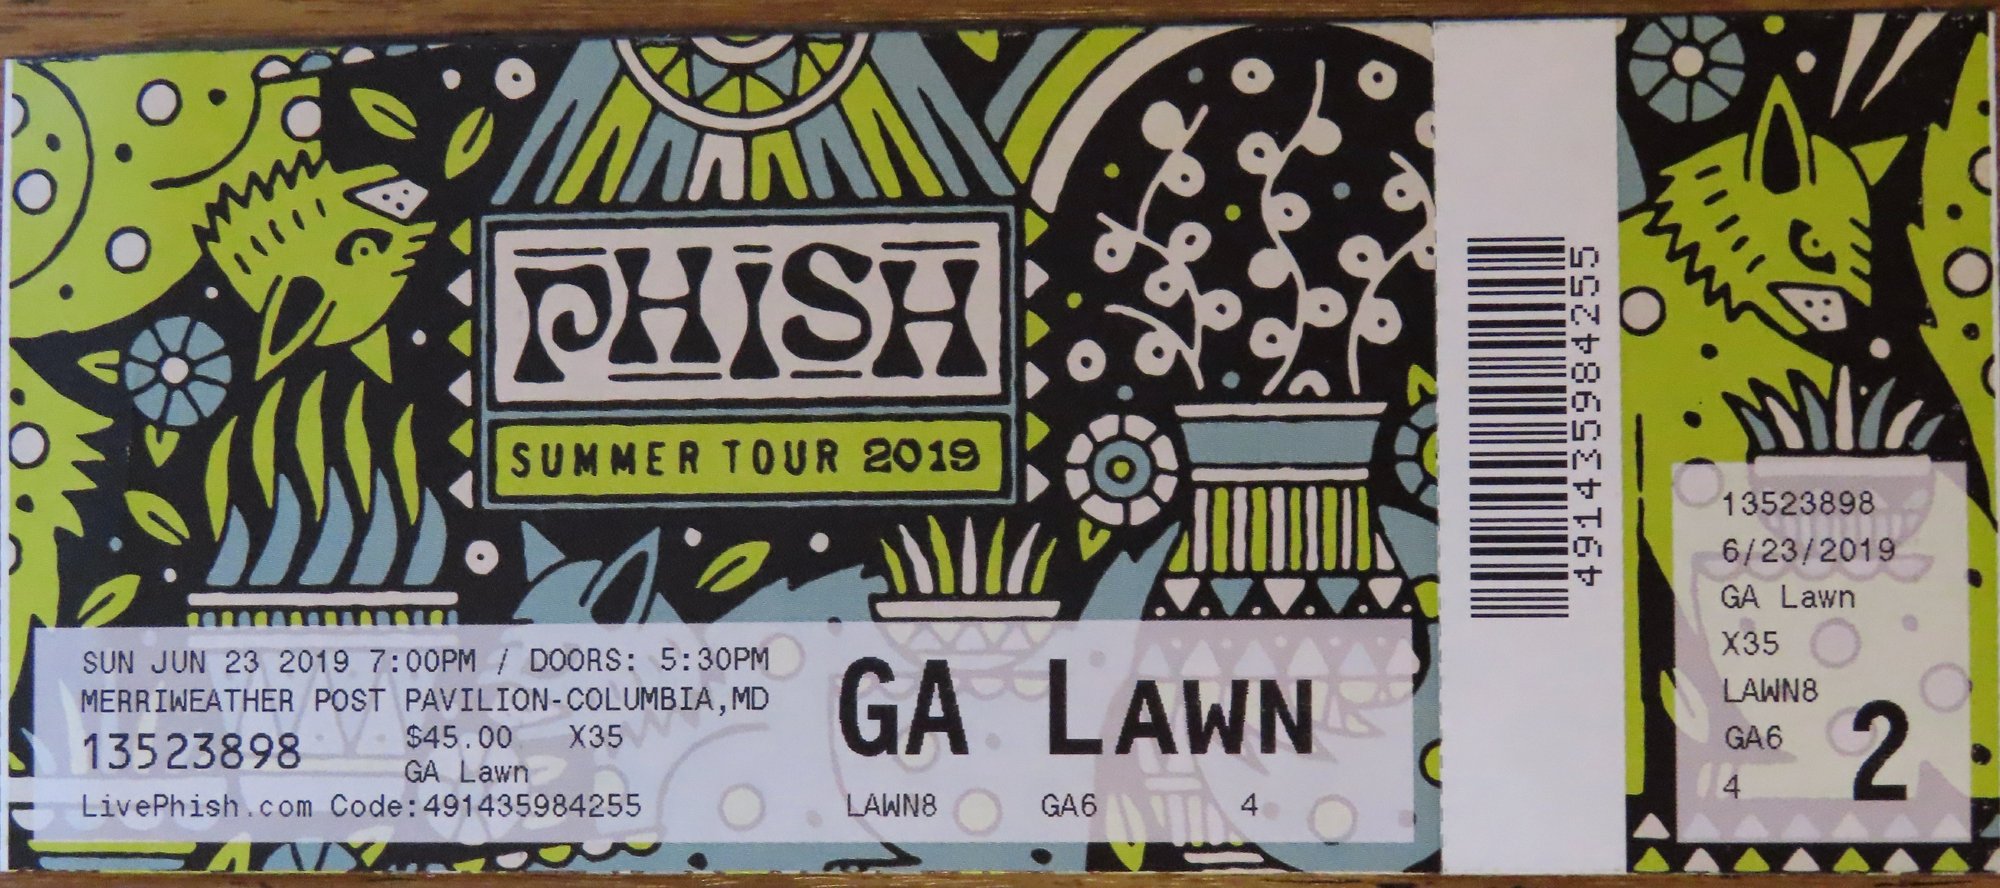 PHiSH
SUMMER TOUR 2019
SUN JUN 23 2019 7:00PM / DOORS: 5:30PM
MERRIWEATHER POST PAVILION-COLUMBIA,MD
13523898 $45.00 X35
GA Lawn
LivePhish.com Code:491435984255
GA LAWN
LAWN8 GA6 4
491435984255
13523898
6/23/2019
GA Lawn
X35
LAWN8
GA6
4
2